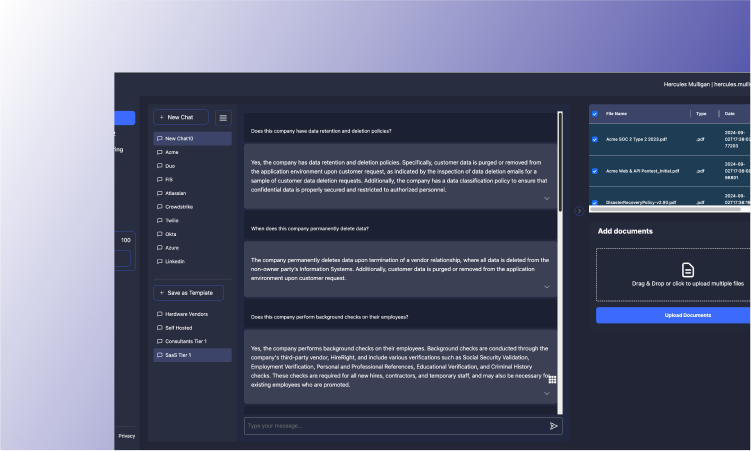 Hercules Mulligan | hercules.mulli
+ New Chat
New Chat10
Acme
Duo
FIS
Atlassian
Crowdstrike
Twilio
Okta
Azure
LinkedIn
+ Save as Template
Hardware Vendors
Self Hosted
Consultants Tier 1
SaaS Tier 1
ring
100
Privacy
Does this company have data retention and deletion policies?
Yes, the company has data retention and deletion policies. Specifically, customer data is purged or removed from
the application environment upon customer request, as indicated by the inspection of data deletion emails for a
sample of customer data deletion requests. Additionally, the company has a data classification policy to ensure that
confidential data is properly secured and restricted to authorized personnel.
When does this company permanently delete data?
The company permanently deletes data upon termination of a vendor relationship, where all data is deleted from the
non-owner party's Information Systems. Additionally, customer data is purged or removed from the application
environment upon customer request.
Does this company perform background checks on their employees?
Yes, the company performs background checks on their employees. Background checks are conducted through the
company's third-party vendor, HireRight, and include various verifications such as Social Security Validation,
Employment Verification, Personal and Professional References, Educational Verification, and Criminal History
checks. These checks are required for all new hires, contractors, and temporary staff, and may also be necessary for
existing employees who are promoted.
Type your message...
File Name Type Date
Acme SOC 2 Type 2 2023.pdf .pdf 2024-09-
77203
Acme Web & API Pentest_Initial.pdf .pdf 2024-09-
DisasterRecoveryPolicy-v2.90.pdf .pdf 2024-09-
Add documents
Drag & Drop or click to upload multiple files
Upload Documents